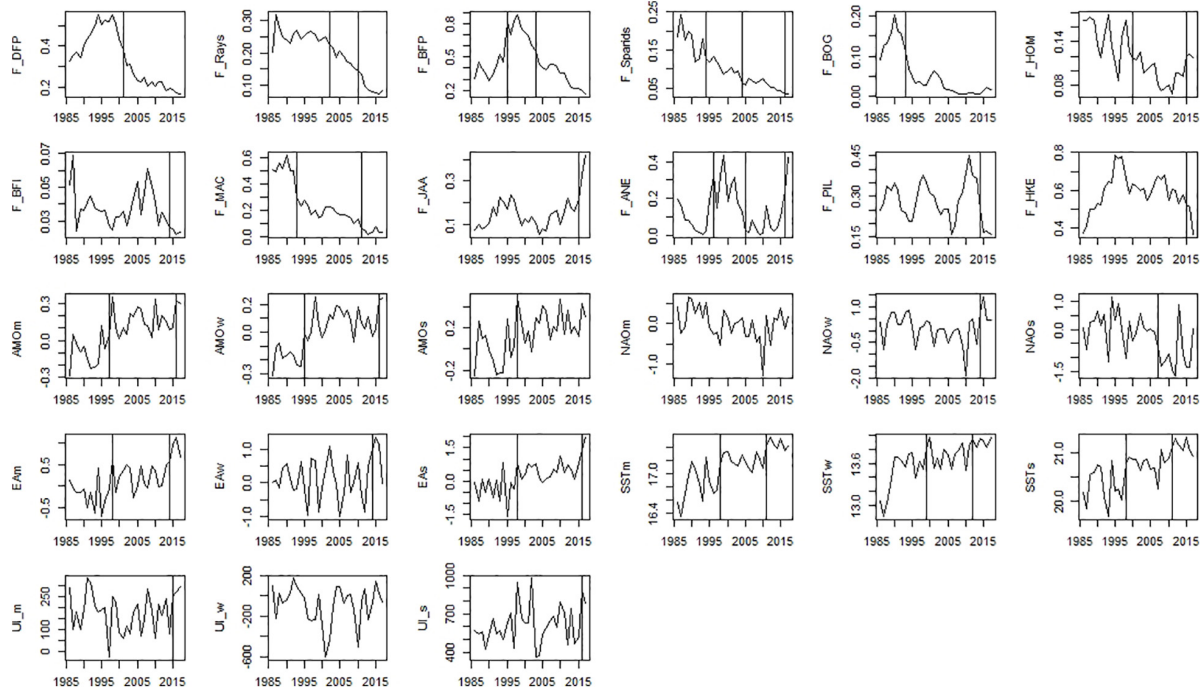 F_DFP
0.2 0.4
1985 1995 2005 2015
F_Rays
0.10 0.20 0.30
1985 1995 2005 2015
F_BFP
0.2 0.4 0.6 0.8
1985 1995 2005 2015
F_Sparids
0.05 0.15 0.25
1985 1995 2005 2015
F_BOG
0.00 0.10 0.20
1985 1995 2005 2015
F_HOM
0.08 0.14
1985 1995 2005 2015
F_BFI
0.03 0.05 0.07
1985 1995 2005 2015
F_MAC
0.0 0.2 0.4 0.6
1985 1995 2005 2015
F_JAA
0.1 0.3
1985 1995 2005 2015
F_ANE
0.0 0.2 0.4
1985 1995 2005 2015
F_PIL
0.15 0.30 0.45
1985 1995 2005 2015
F_HKE
0.4 0.6 0.8
1985 1995 2005 2015
AMOm
-0.3 0.0 0.3
1985 1995 2005 2015
AMOw
-0.3 0.0 0.3
1985 1995 2005 2015
AMOs
-0.2 0.2
1985 1995 2005 2015
NAOm
-1.0 0.0
1985 1995 2005 2015
NAOw
-2.0 -0.5 1.0
1985 1995 2005 2015
NAOs
-1.5 0.0 1.0
1985 1995 2005 2015
EAm
-0.5 0.5
1985 1995 2005 2015
EAw
-1.0 0.0 1.0
1985 1995 2005 2015
EAs
-1.5 0.0 1.5
1985 1995 2005 2015
SSTm
16.4 17.0
1985 1995 2005 2015
SSTw
13.0 13.6
1985 1995 2005 2015
SSTs
20.0 21.0
1985 1995 2005 2015
UI_m
0 100 250
1985 1995 2005 2015
UI_w
-600 -200 200
1985 1995 2005 2015
UI_s
400 700 1000
1985 1995 2005 2015